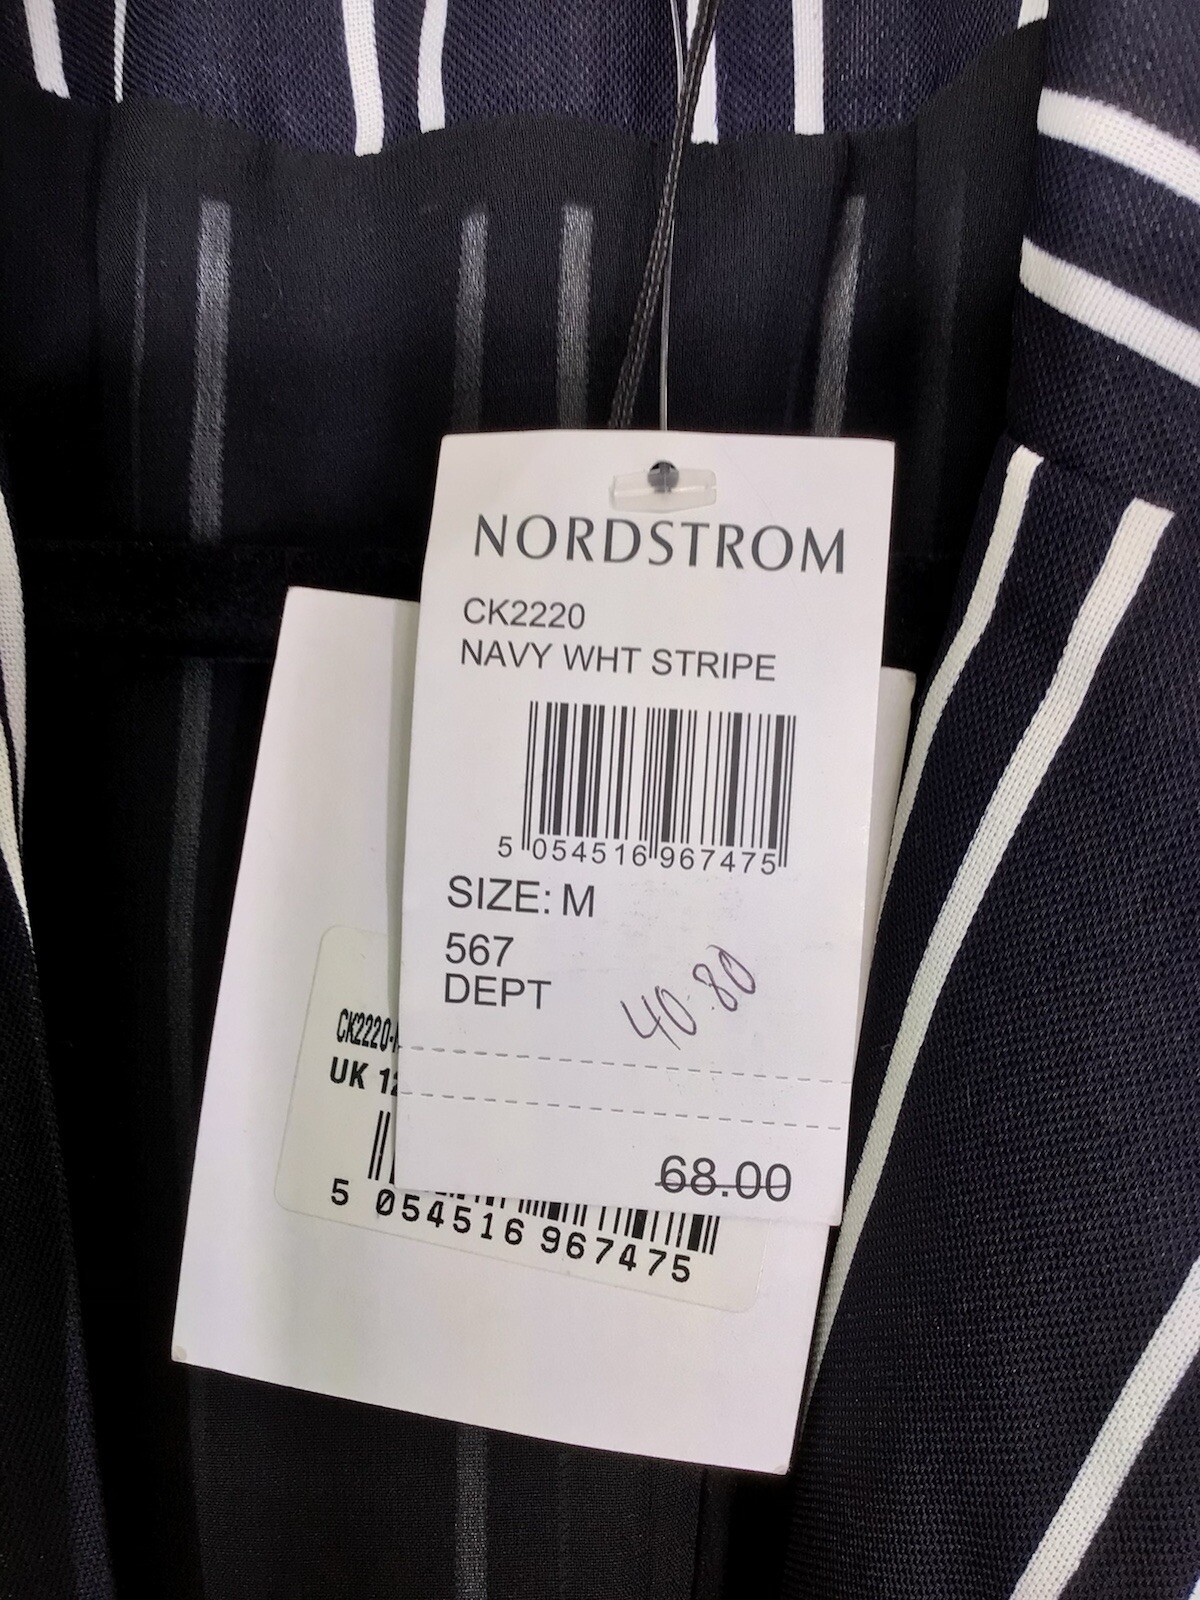 NORDSTROM
CK2220
NAVY WHT STRIPE
5 054516 967475
SIZE: M
567
DEPT
40.80
68.00
CK2220-
UK 12
5 054516 967475